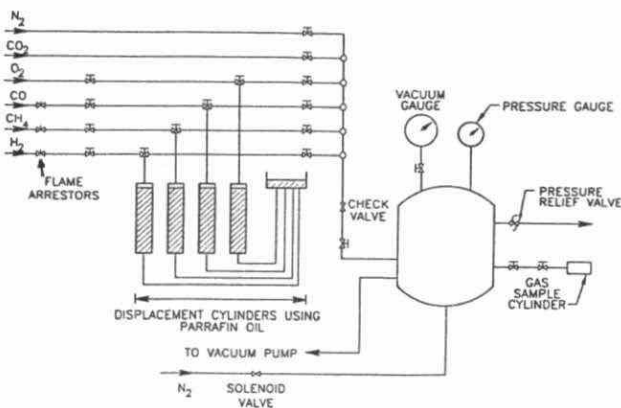 N2
CO2
O2
CO
CH4
H2
FLAME
ARRESTORS
VACUUM
GAUGE
PRESSURE GAUGE
CHECK
VALVE
PRESSURE
RELIEF VALVE
GAS
SAMPLE
CYLINDER
DISPLACEMENT CYLINDERS USING
PARRAFIN OIL
TO VACUUM PUMP
N2
SOLENOID
VALVE